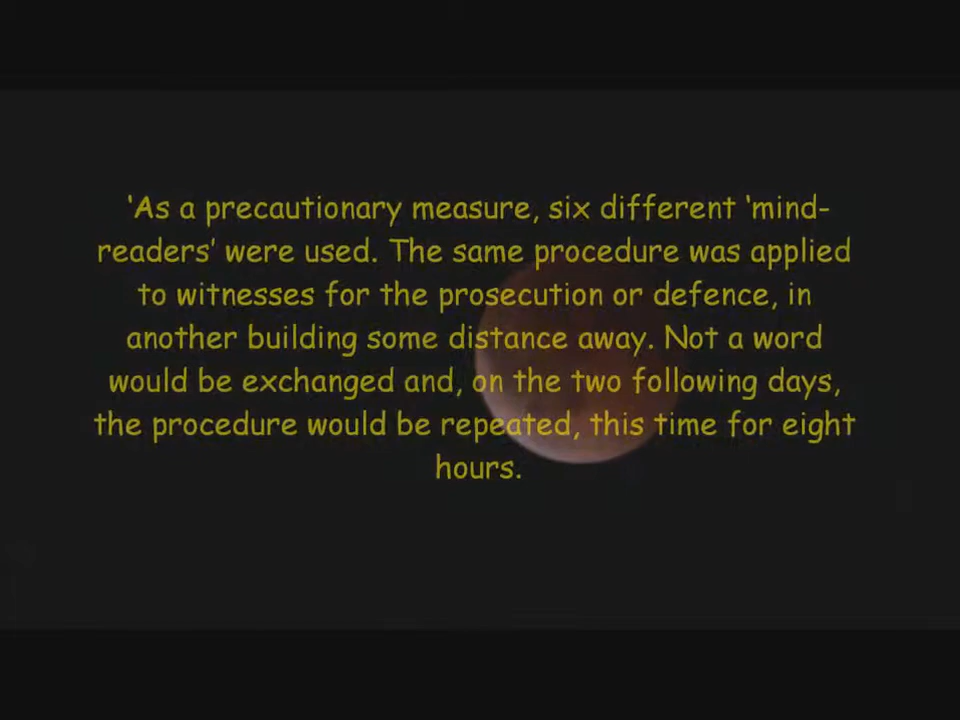 ‘As a precautionary measure, six different ‘mind-
readers’ were used. The same procedure was applied
to witnesses for the prosecution or defence, in
another building some distance away. Not a word
would be exchanged and, on the two following days,
the procedure would be repeated, this time for eight
hours.